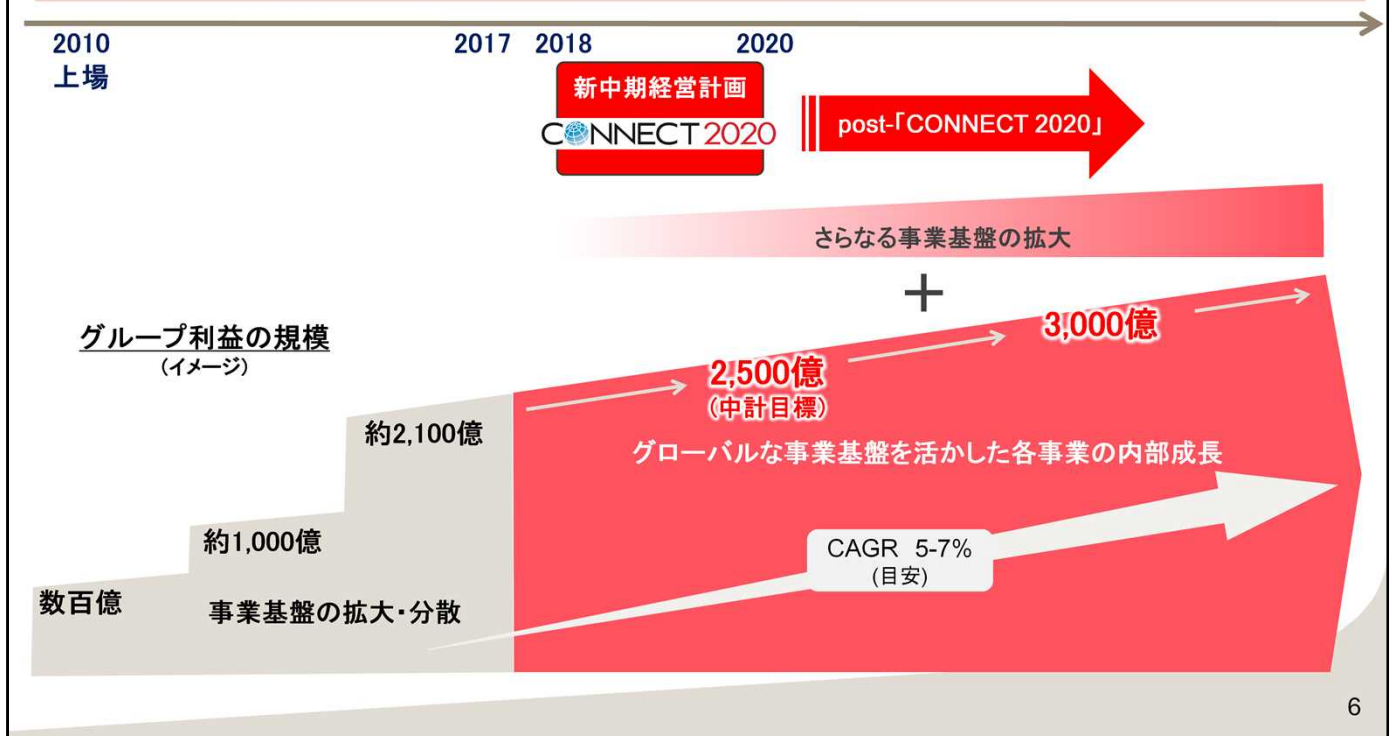 2010
上場
2017
2018
2020
新中期経営計画
CONNECT2020
post-「CONNECT 2020」
さらなる事業基盤の拡大
+
グループ利益の規模
(イメージ)
3,000億
2,500億
(中計目標)
約2,100億
グローバルな事業基盤を活かした各事業の内部成長
約1,000億
CAGR 5-7%
(目安)
数百億
事業基盤の拡大・分散
6